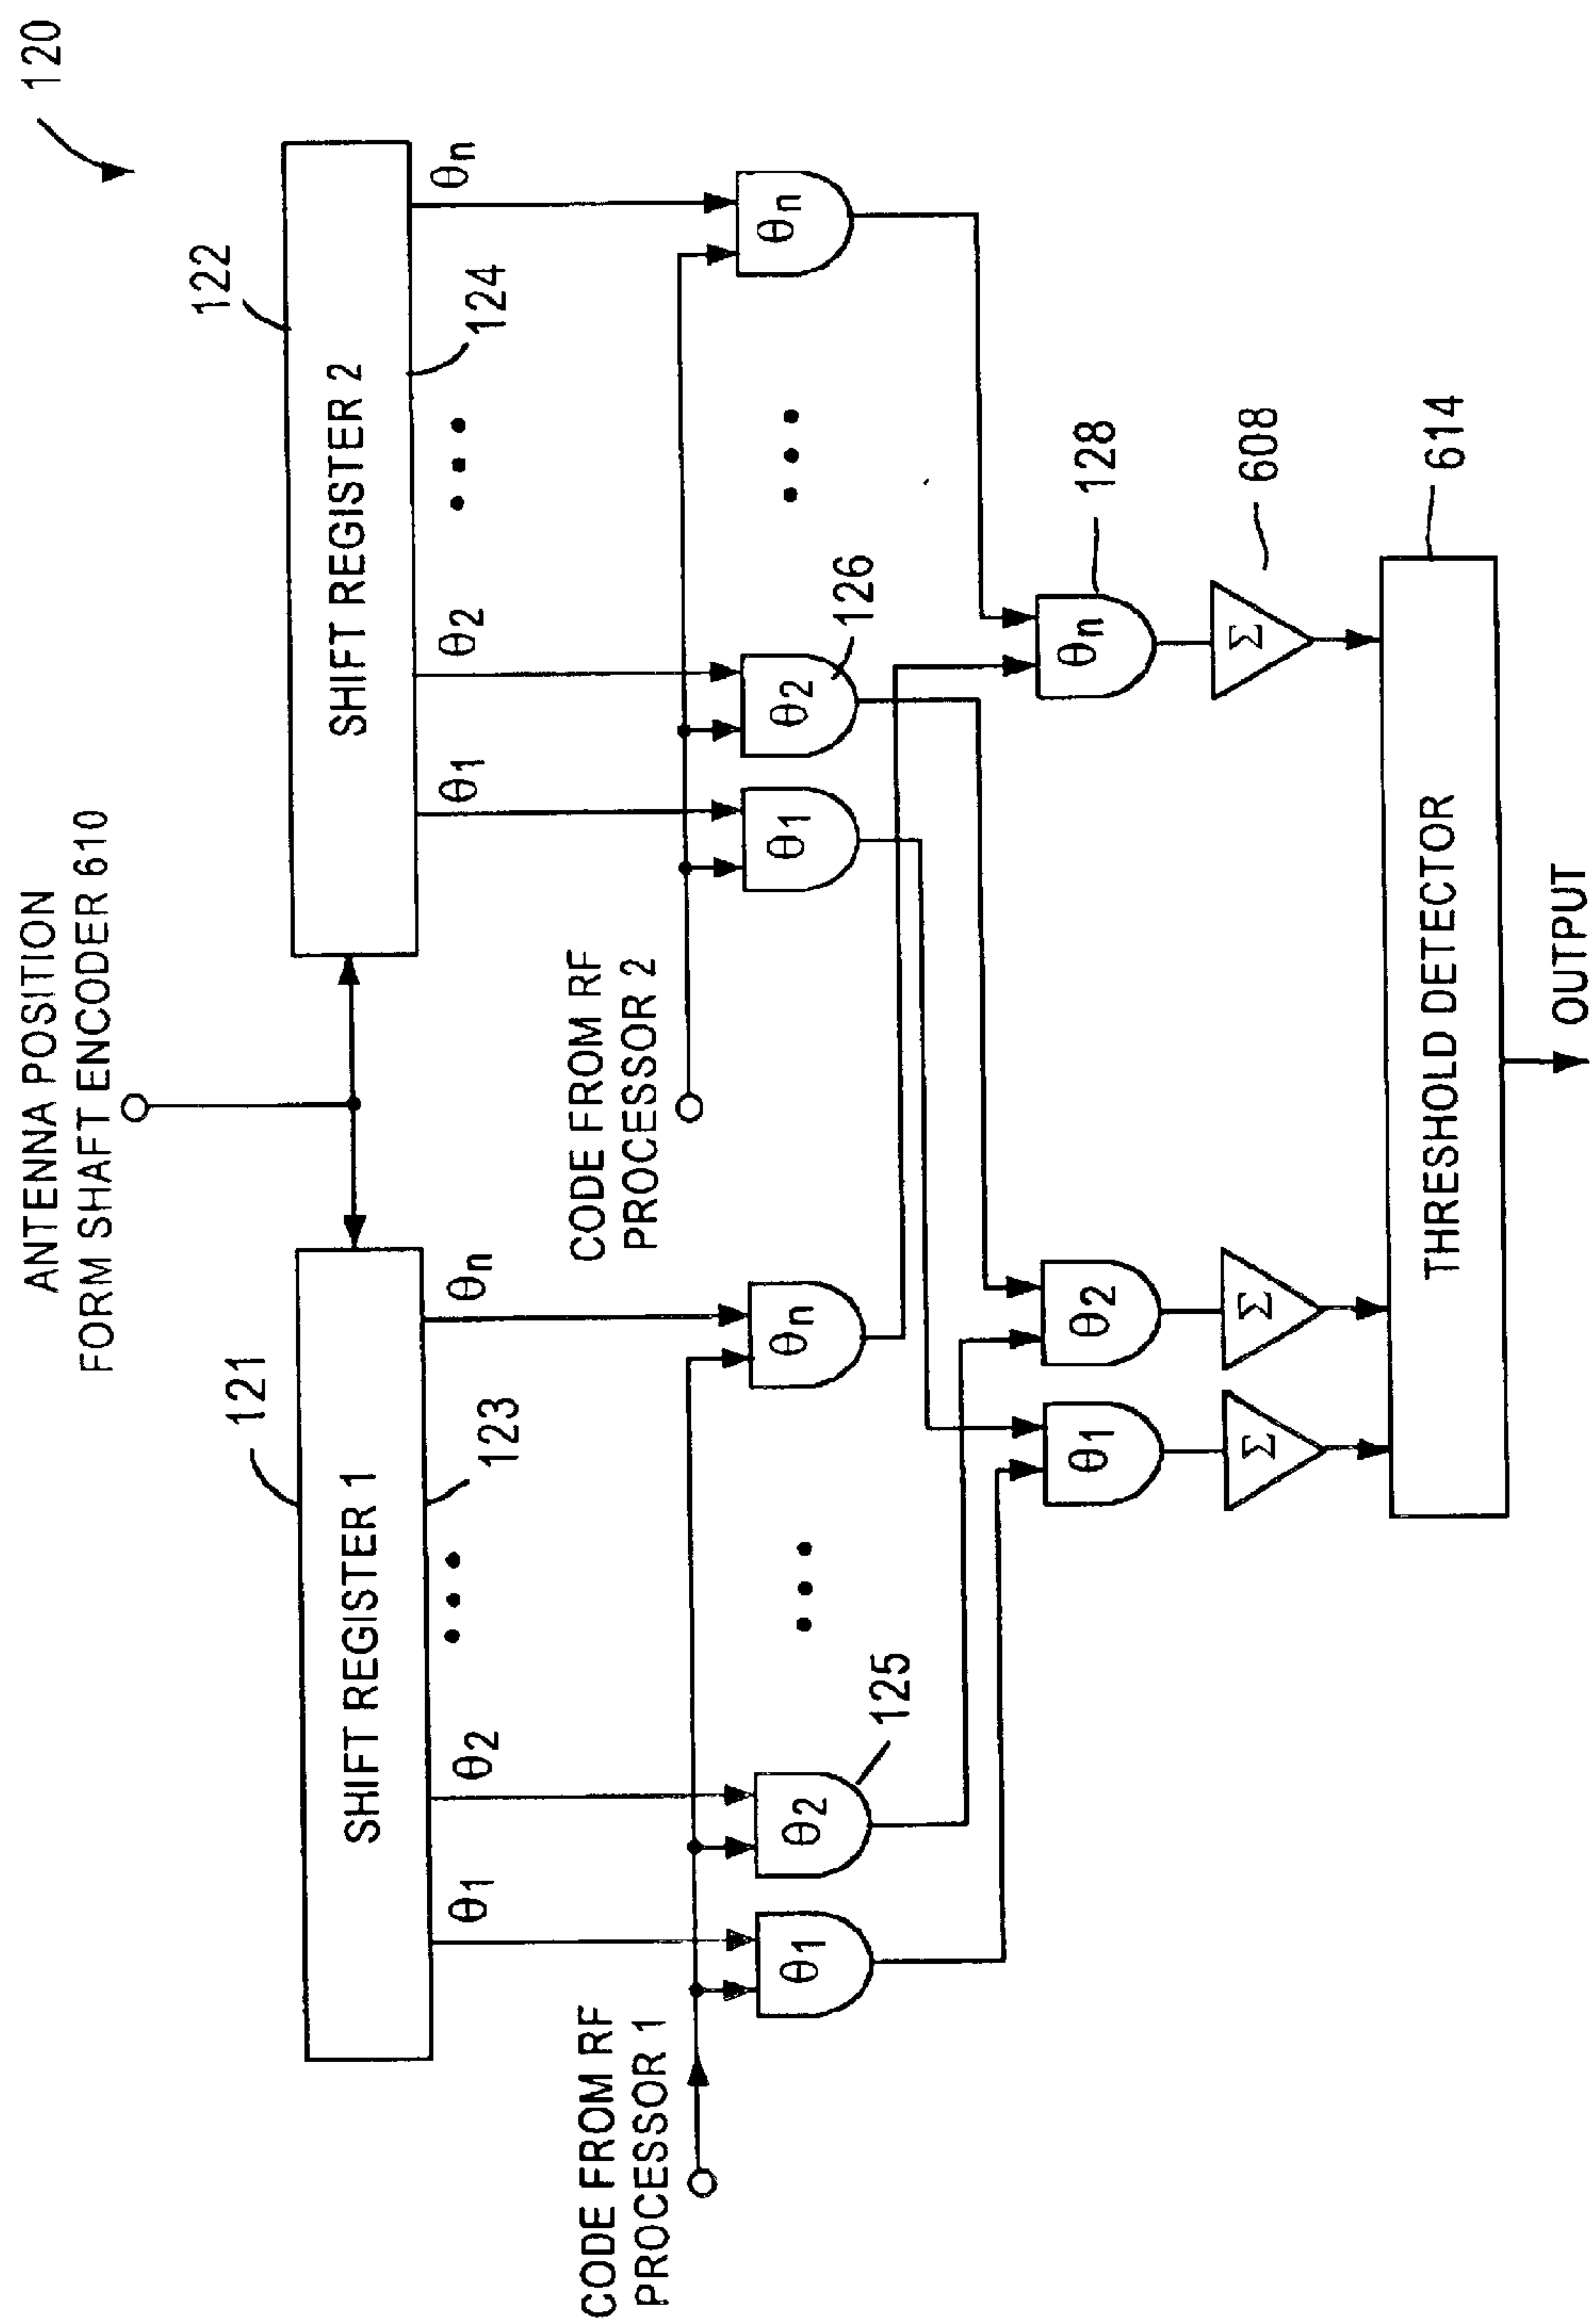 120
ANTENNA POSITION
FORM SHAFT ENCODER 610
121
122
SHIFT REGISTER 1
SHIFT REGISTER 2
123
124
θ1
θ2
θn
θ1
θ2
θn
CODE FROM RF
PROCESSOR 1
CODE FROM RF
PROCESSOR 2
θ1
θ2
θn
θ1
θ2
θn
125
126
θ1
θ2
θn
128
Σ
Σ
Σ
608
THRESHOLD DETECTOR
614
OUTPUT